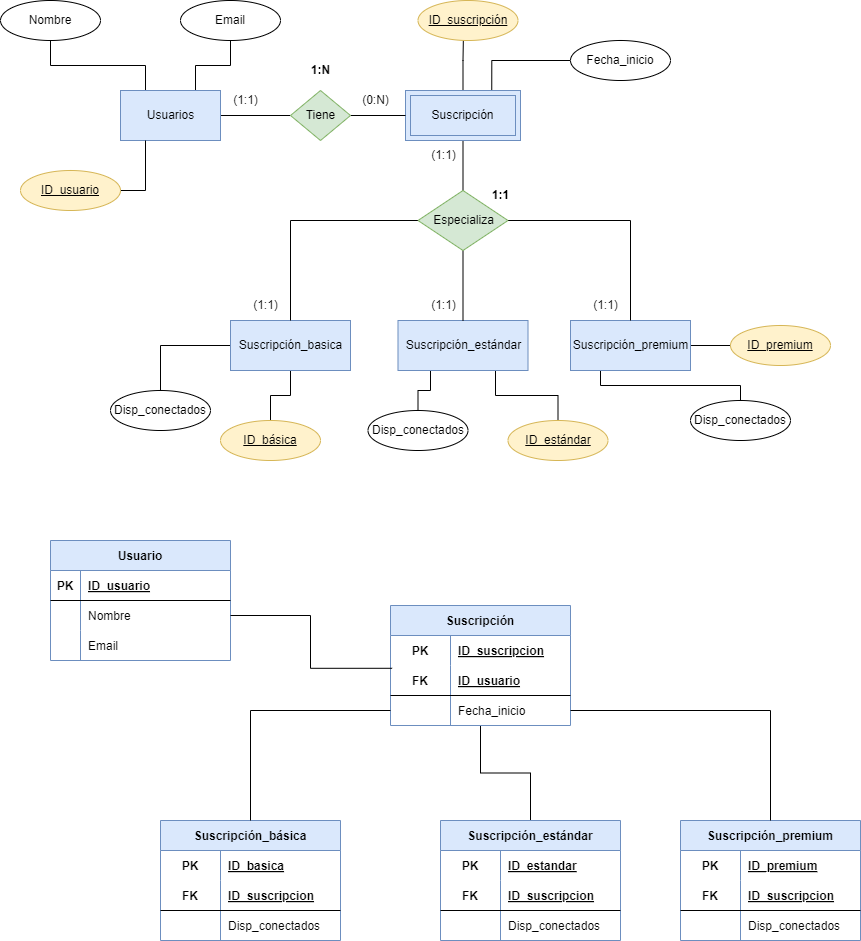 Nombre
Email
ID_suscripción
Fecha_inicio
1:N
(1:1)
(0:N)
Usuarios
Tiene
Suscripción
(1:1)
ID_usuario
1:1
Especializa
(1:1)
(1:1)
(1:1)
Suscripción_basica
Suscripción_estándar
Suscripción_premium
ID_premium
Disp_conectados
Disp_conectados
Disp_conectados
ID_básica
ID_estándar
Usuario
PK
ID_usuario
Nombre
Email
Suscripción
PK
ID_suscripcion
FK
ID_usuario
Fecha_inicio
Suscripción_básica
PK
ID_basica
FK
ID_suscripcion
Disp_conectados
Suscripción_estándar
PK
ID_estandar
FK
ID_suscripcion
Disp_conectados
Suscripción_premium
PK
ID_premium
FK
ID_suscripcion
Disp_conectados